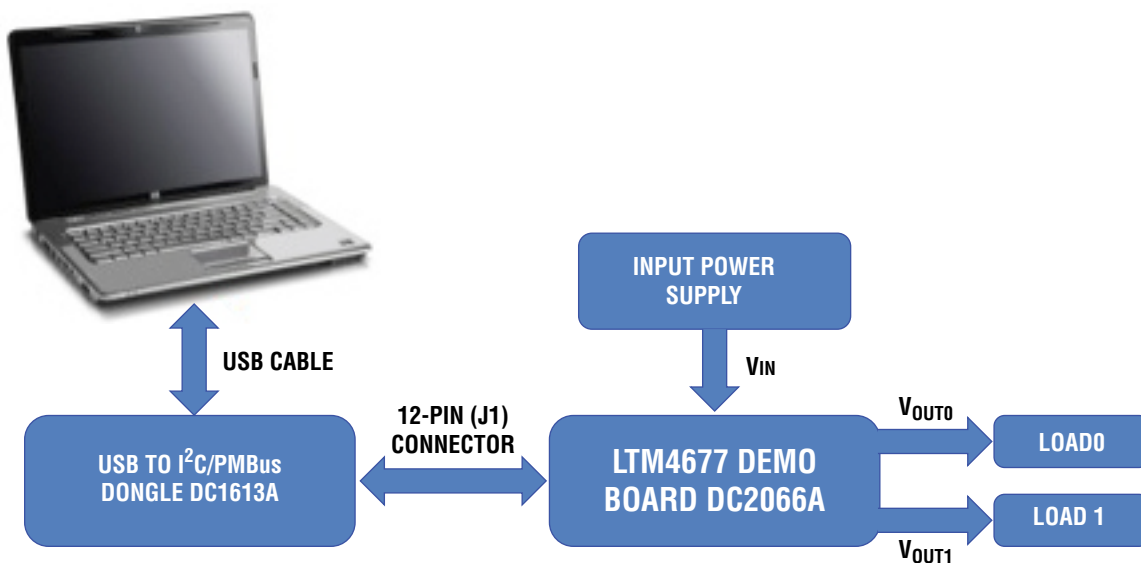 INPUT POWER
SUPPLY
USB CABLE
VIN
12-PIN (J1)
CONNECTOR
VOUT0
USB TO I²C/PMBus
DONGLE DC1613A
LTM4677 DEMO
BOARD DC2066A
LOAD0
LOAD 1
VOUT1